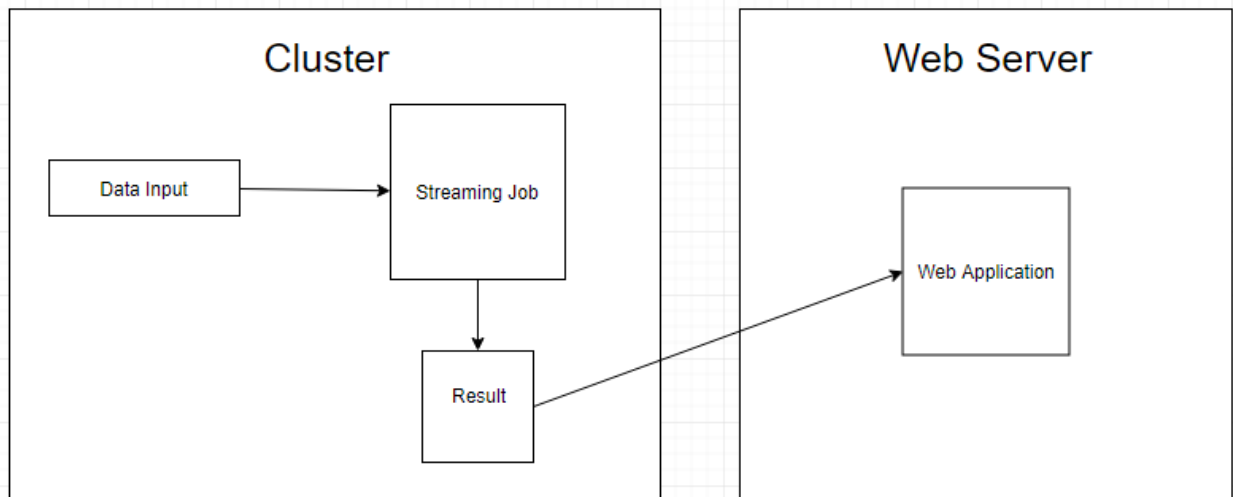 Cluster
Web Server
Data Input
Streaming Job
Web Application
Result